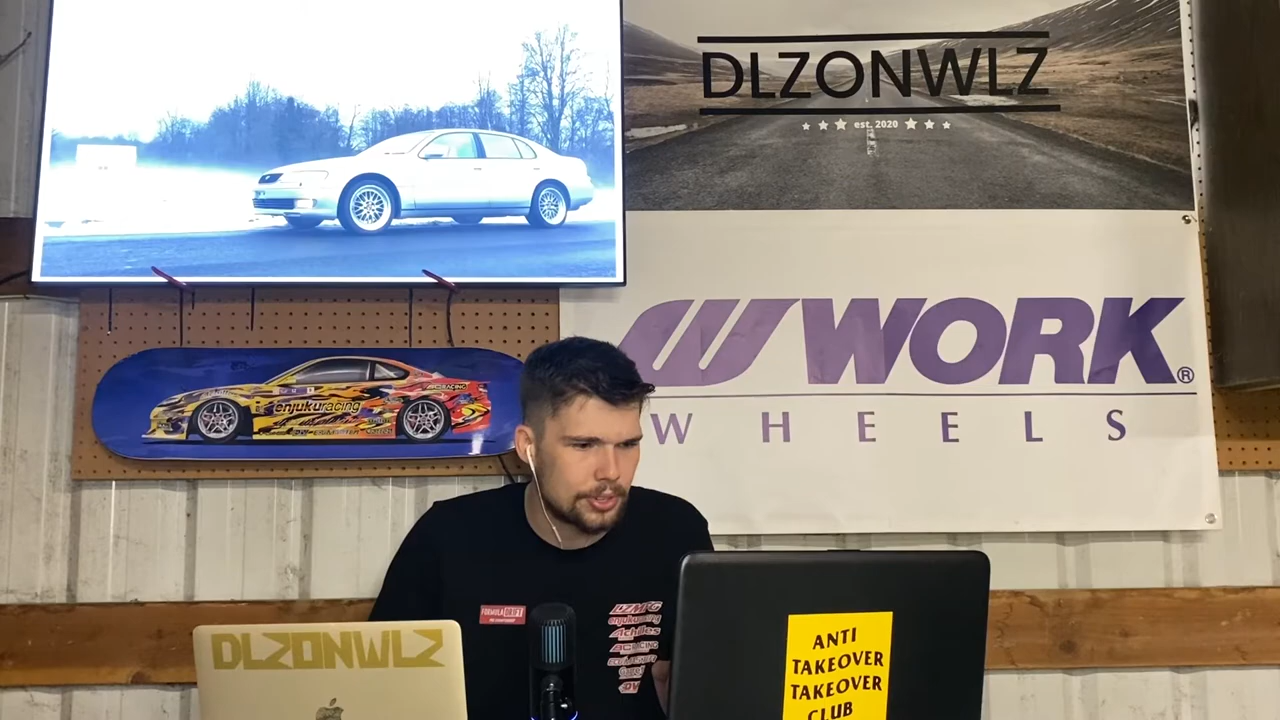 DLZONWLZ
est. 2020
WORK®
WHEELS
enjukuracing
FORMULA DRIFT
enjukuracing
Achilles
DLZONWLZ
ANTI
TAKEOVER
TAKEOVER
CLUB